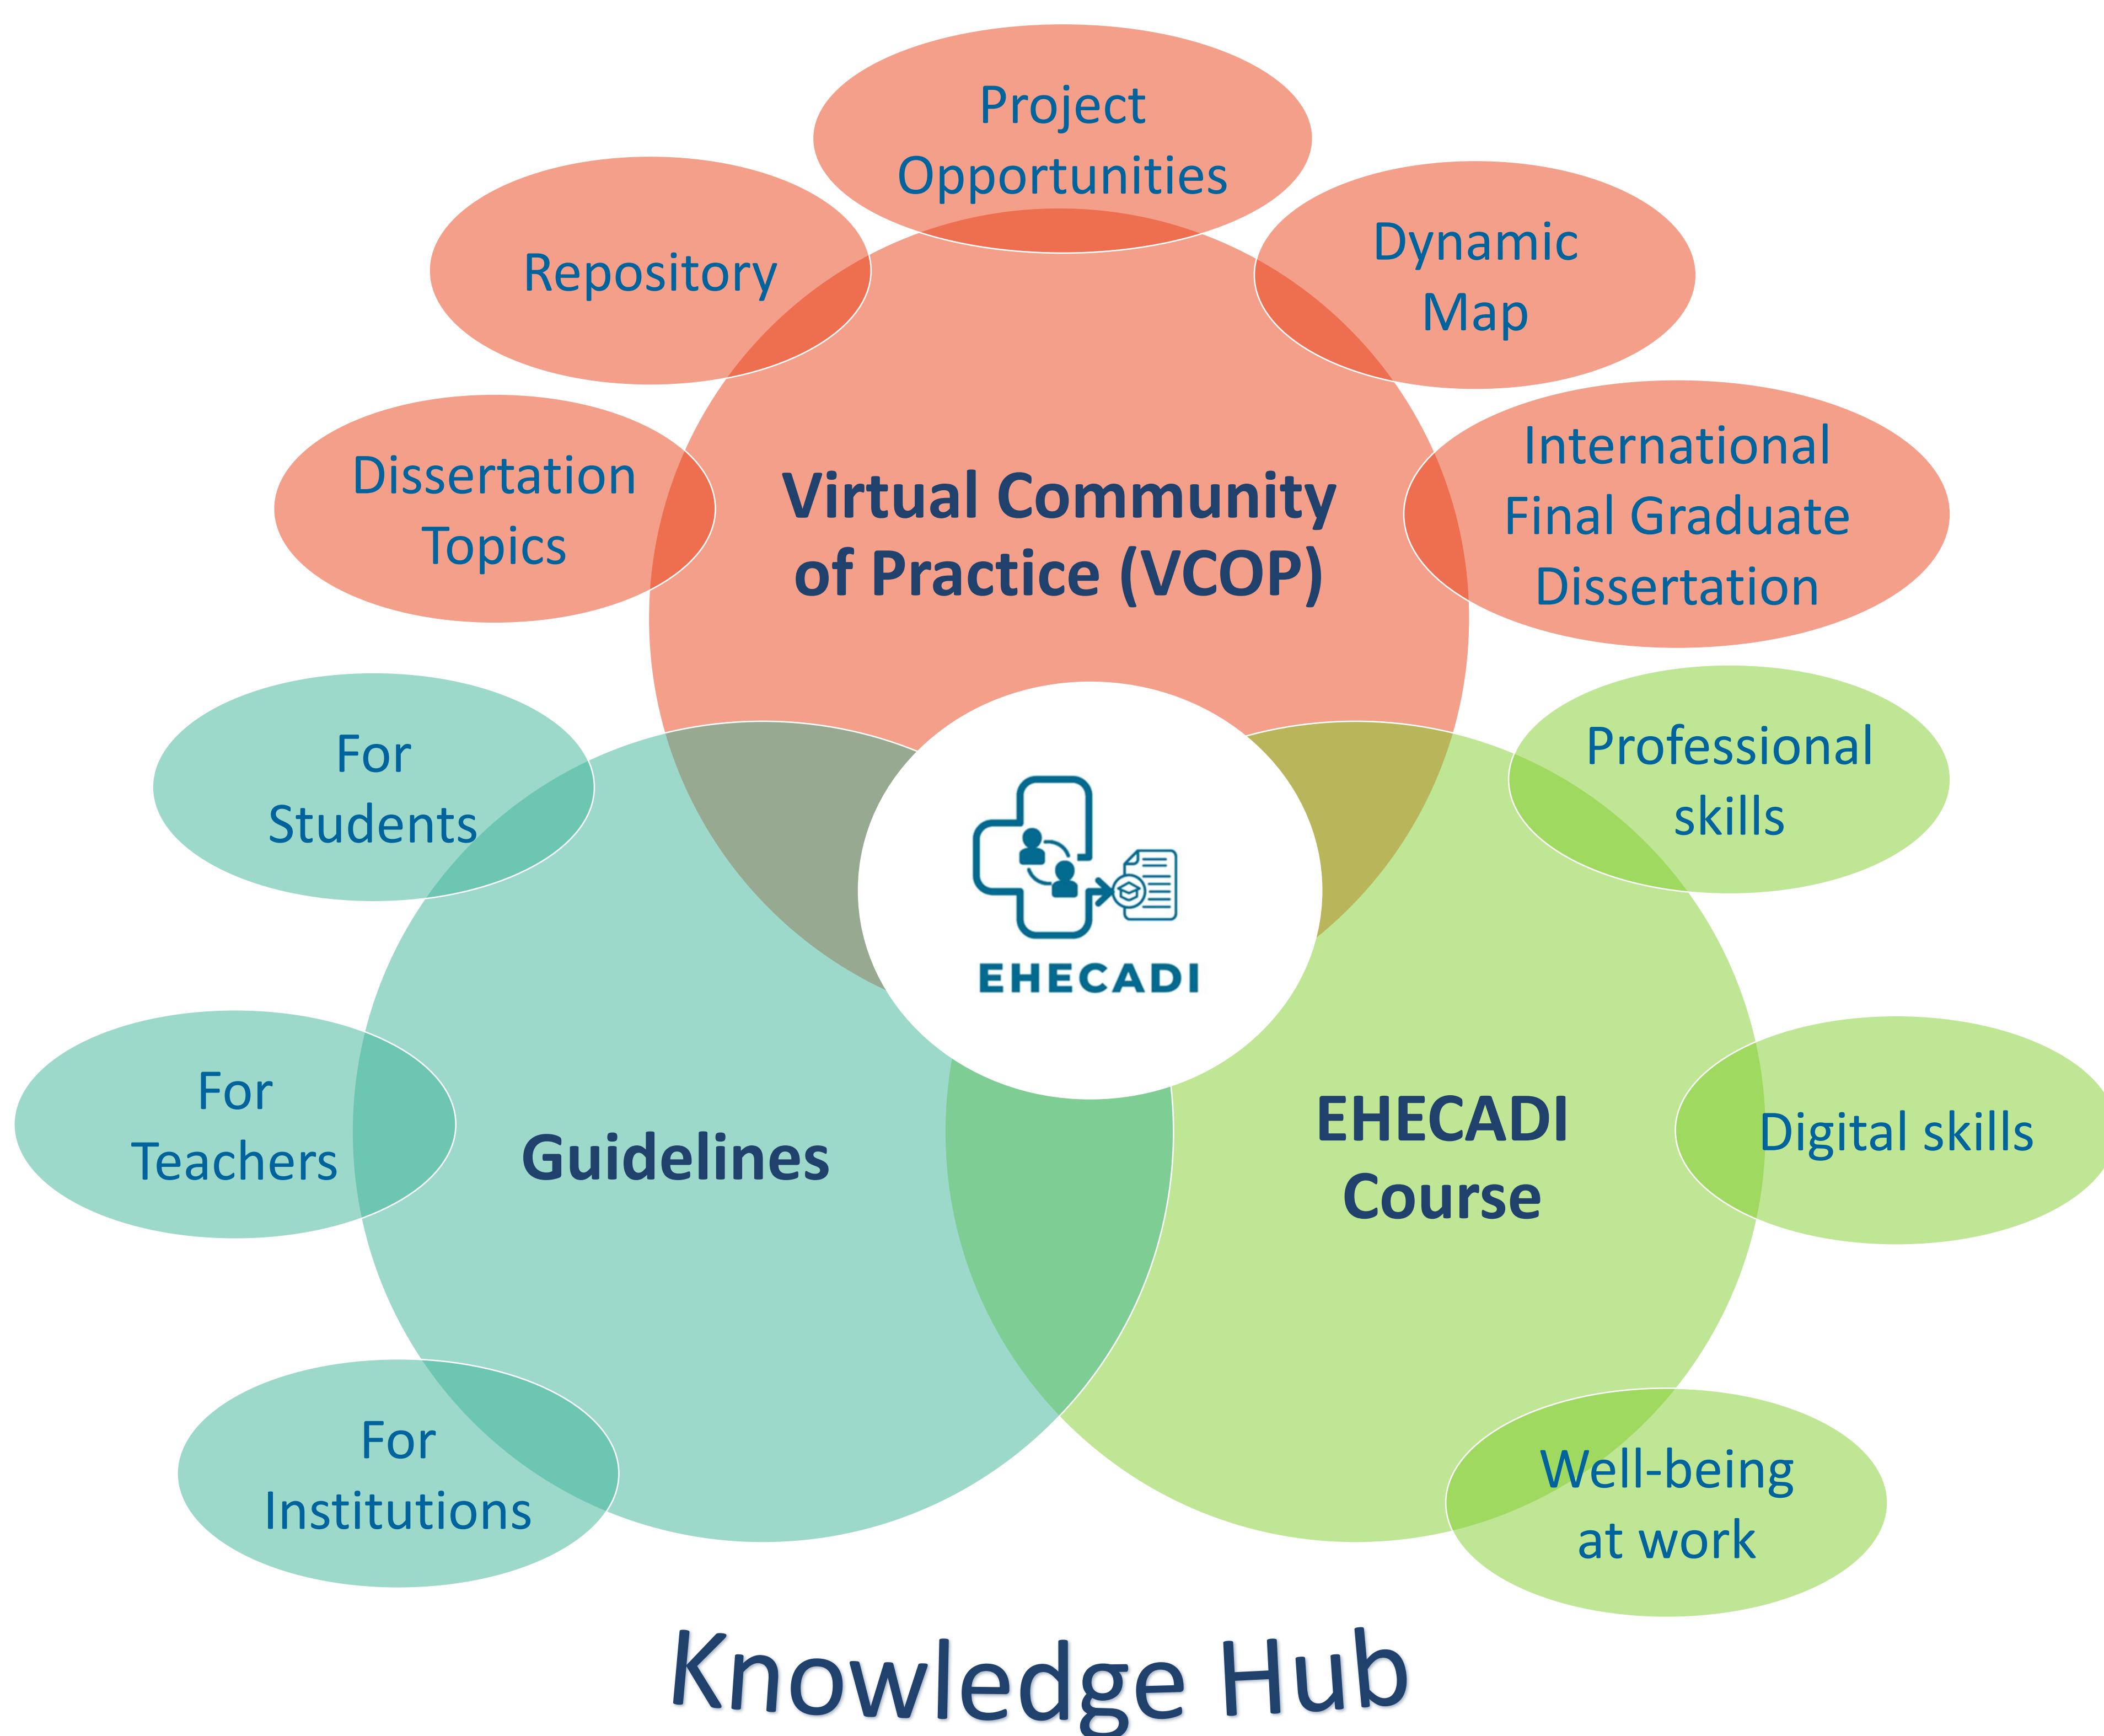 Project
Opportunities
Repository
Dynamic
Map
Dissertation
Topics
International
Final Graduate
Dissertation
Virtual Community
of Practice (VCOP)
For
Students
Professional
skills
EHECADI
For
Teachers
Guidelines
EHECADI
Course
Digital skills
For
Institutions
Well-being
at work
Knowledge Hub